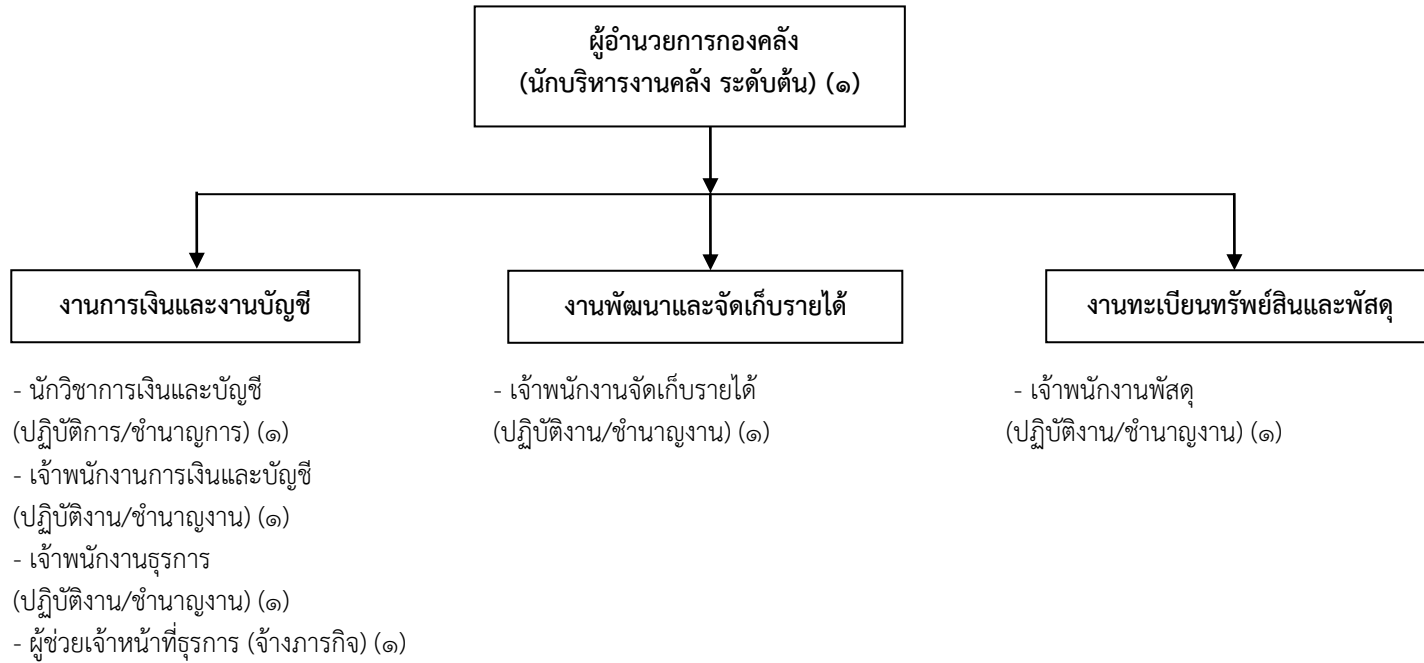 ผู้อำนวยการกองคลัง
(นักบริหารงานคลัง ระดับต้น) (๑)
งานการเงินและงานบัญชี
- นักวิชาการเงินและบัญชี
(ปฏิบัติการ/ชำนาญการ) (๑)
- เจ้าพนักงานการเงินและบัญชี
(ปฏิบัติงาน/ชำนาญงาน) (๑)
- เจ้าพนักงานธุรการ
(ปฏิบัติงาน/ชำนาญงาน) (๑)
- ผู้ช่วยเจ้าหน้าที่ธุรการ (จ้างภารกิจ) (๑)
งานพัฒนาและจัดเก็บรายได้
- เจ้าพนักงานจัดเก็บรายได้
(ปฏิบัติงาน/ชำนาญงาน) (๑)
งานทะเบียนทรัพย์สินและพัสดุ
- เจ้าพนักงานพัสดุ
(ปฏิบัติงาน/ชำนาญงาน) (๑)